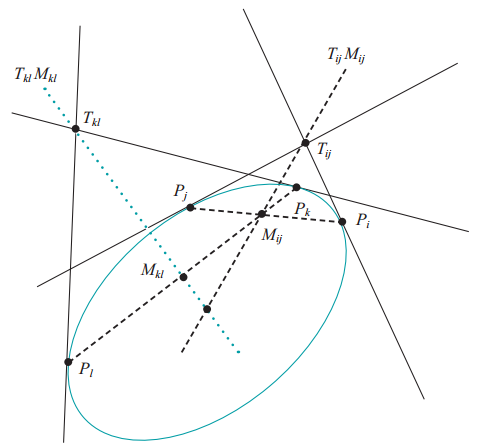 T_{ij}M_{ij}
T_{kl}M_{kl}
T_{kl}
T_{ij}
P_j
P_k
P_i
M_{ij}
M_{kl}
P_l